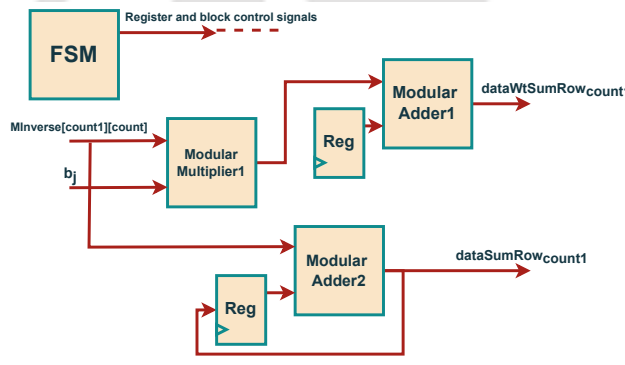 Register and block control signals
FSM
Modular
Adder1
dataWtSumRowcount1
MInverse[count1][count]
Reg
Modular
Multiplier1
bj
dataSumRowcount1
Modular
Adder2
Reg